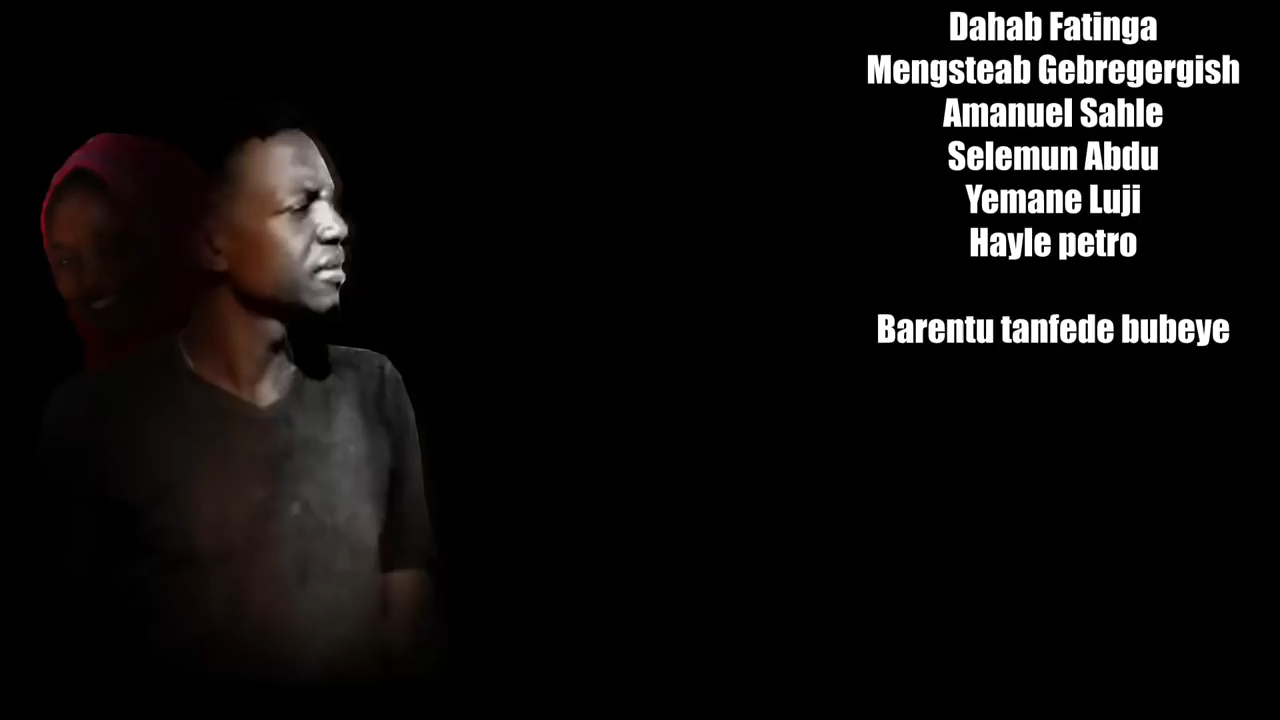 Dahab Fatinga
Mengsteab Gebregergish
Amanuel Sahle
Selemun Abdu
Yemane Luji
Hayle petro
Barentu tanfede bubeye